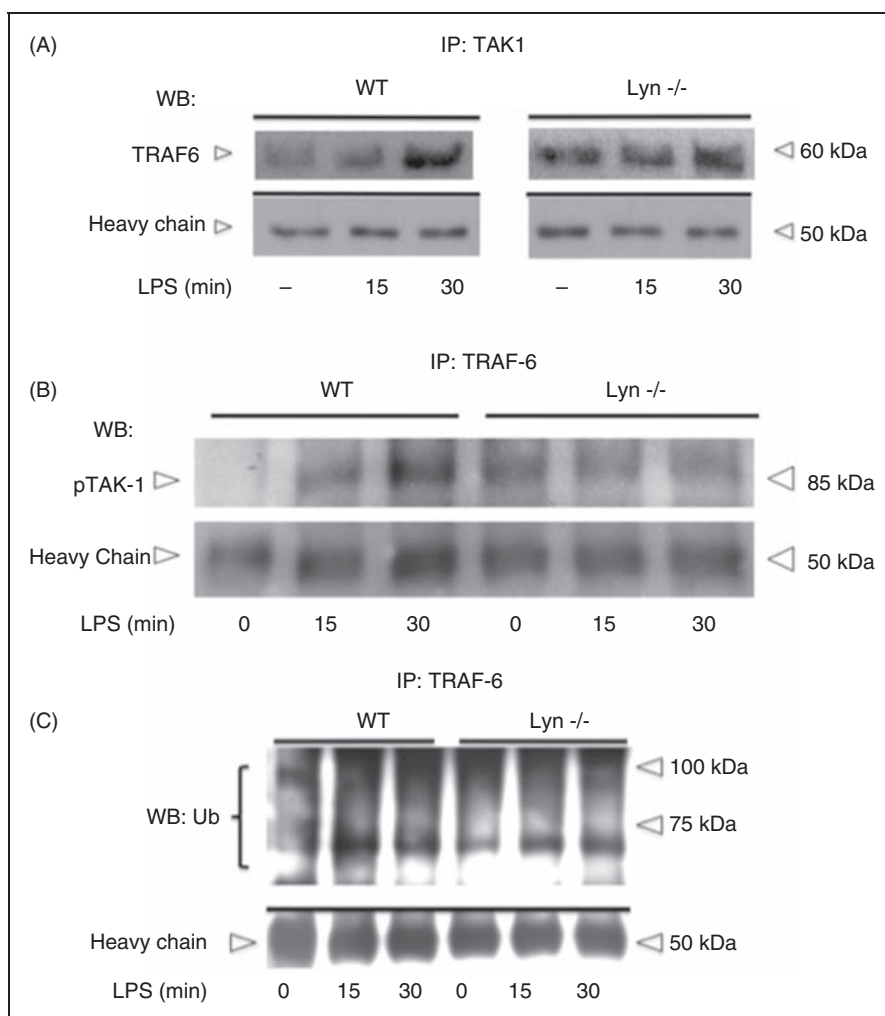 (A)
IP: TAK1
WT Lyn -/-
WB:
TRAF6 60 kDa
Heavy chain 50 kDa
LPS (min) – 15 30 – 15 30
IP: TRAF-6
(B)
WT Lyn -/-
WB:
pTAK-1 85 kDa
Heavy Chain 50 kDa
LPS (min) 0 15 30 0 15 30
IP: TRAF-6
(C)
WT Lyn -/-
100 kDa
WB: Ub 75 kDa
Heavy chain 50 kDa
LPS (min) 0 15 30 0 15 30